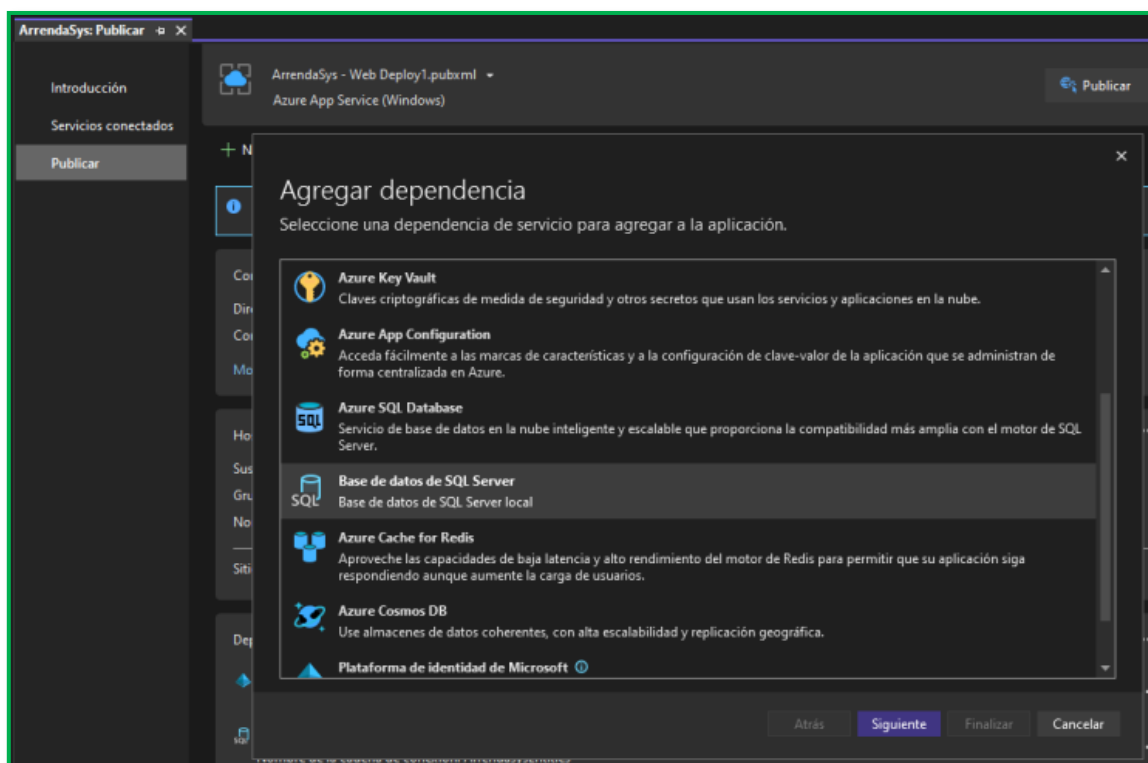 ArrendaSys: Publicar
Introducción
Servicios conectados
Publicar
ArrendaSys - Web Deploy1.pubxml
Azure App Service (Windows)
Publicar
Agregar dependencia
Seleccione una dependencia de servicio para agregar a la aplicación.
Azure Key Vault
Claves criptográficas de medida de seguridad y otros secretos que usan los servicios y aplicaciones en la nube.
Azure App Configuration
Acceda fácilmente a las marcas de características y a la configuración de clave-valor de la aplicación que se administran de
forma centralizada en Azure.
SQL
Azure SQL Database
Servicio de base de datos en la nube inteligente y escalable que proporciona la compatibilidad más amplia con el motor de SQL
Server.
SQL
Base de datos de SQL Server
Base de datos de SQL Server local
Azure Cache for Redis
Aproveche las capacidades de baja latencia y alto rendimiento del motor de Redis para permitir que su aplicación siga
respondiendo aunque aumente la carga de usuarios.
Azure Cosmos DB
Use almacenes de datos coherentes, con alta escalabilidad y replicación geográfica.
Plataforma de identidad de Microsoft
Atrás
Siguiente
Finalizar
Cancelar